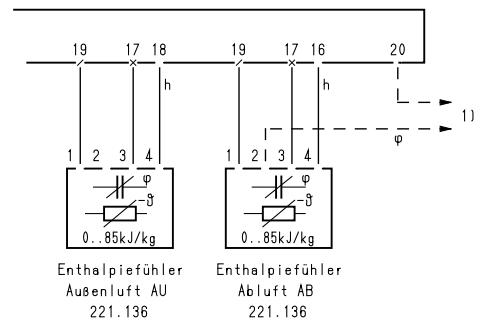 19 17 18 19 17 16 20
h h
1)
φ
1 2 3 4 1 2 3 4
φ φ
-ϑ -ϑ
0..85kJ/kg 0..85kJ/kg
Enthalpiefühler Enthalpiefühler
Außenluft AU Abluft AB
221.136 221.136